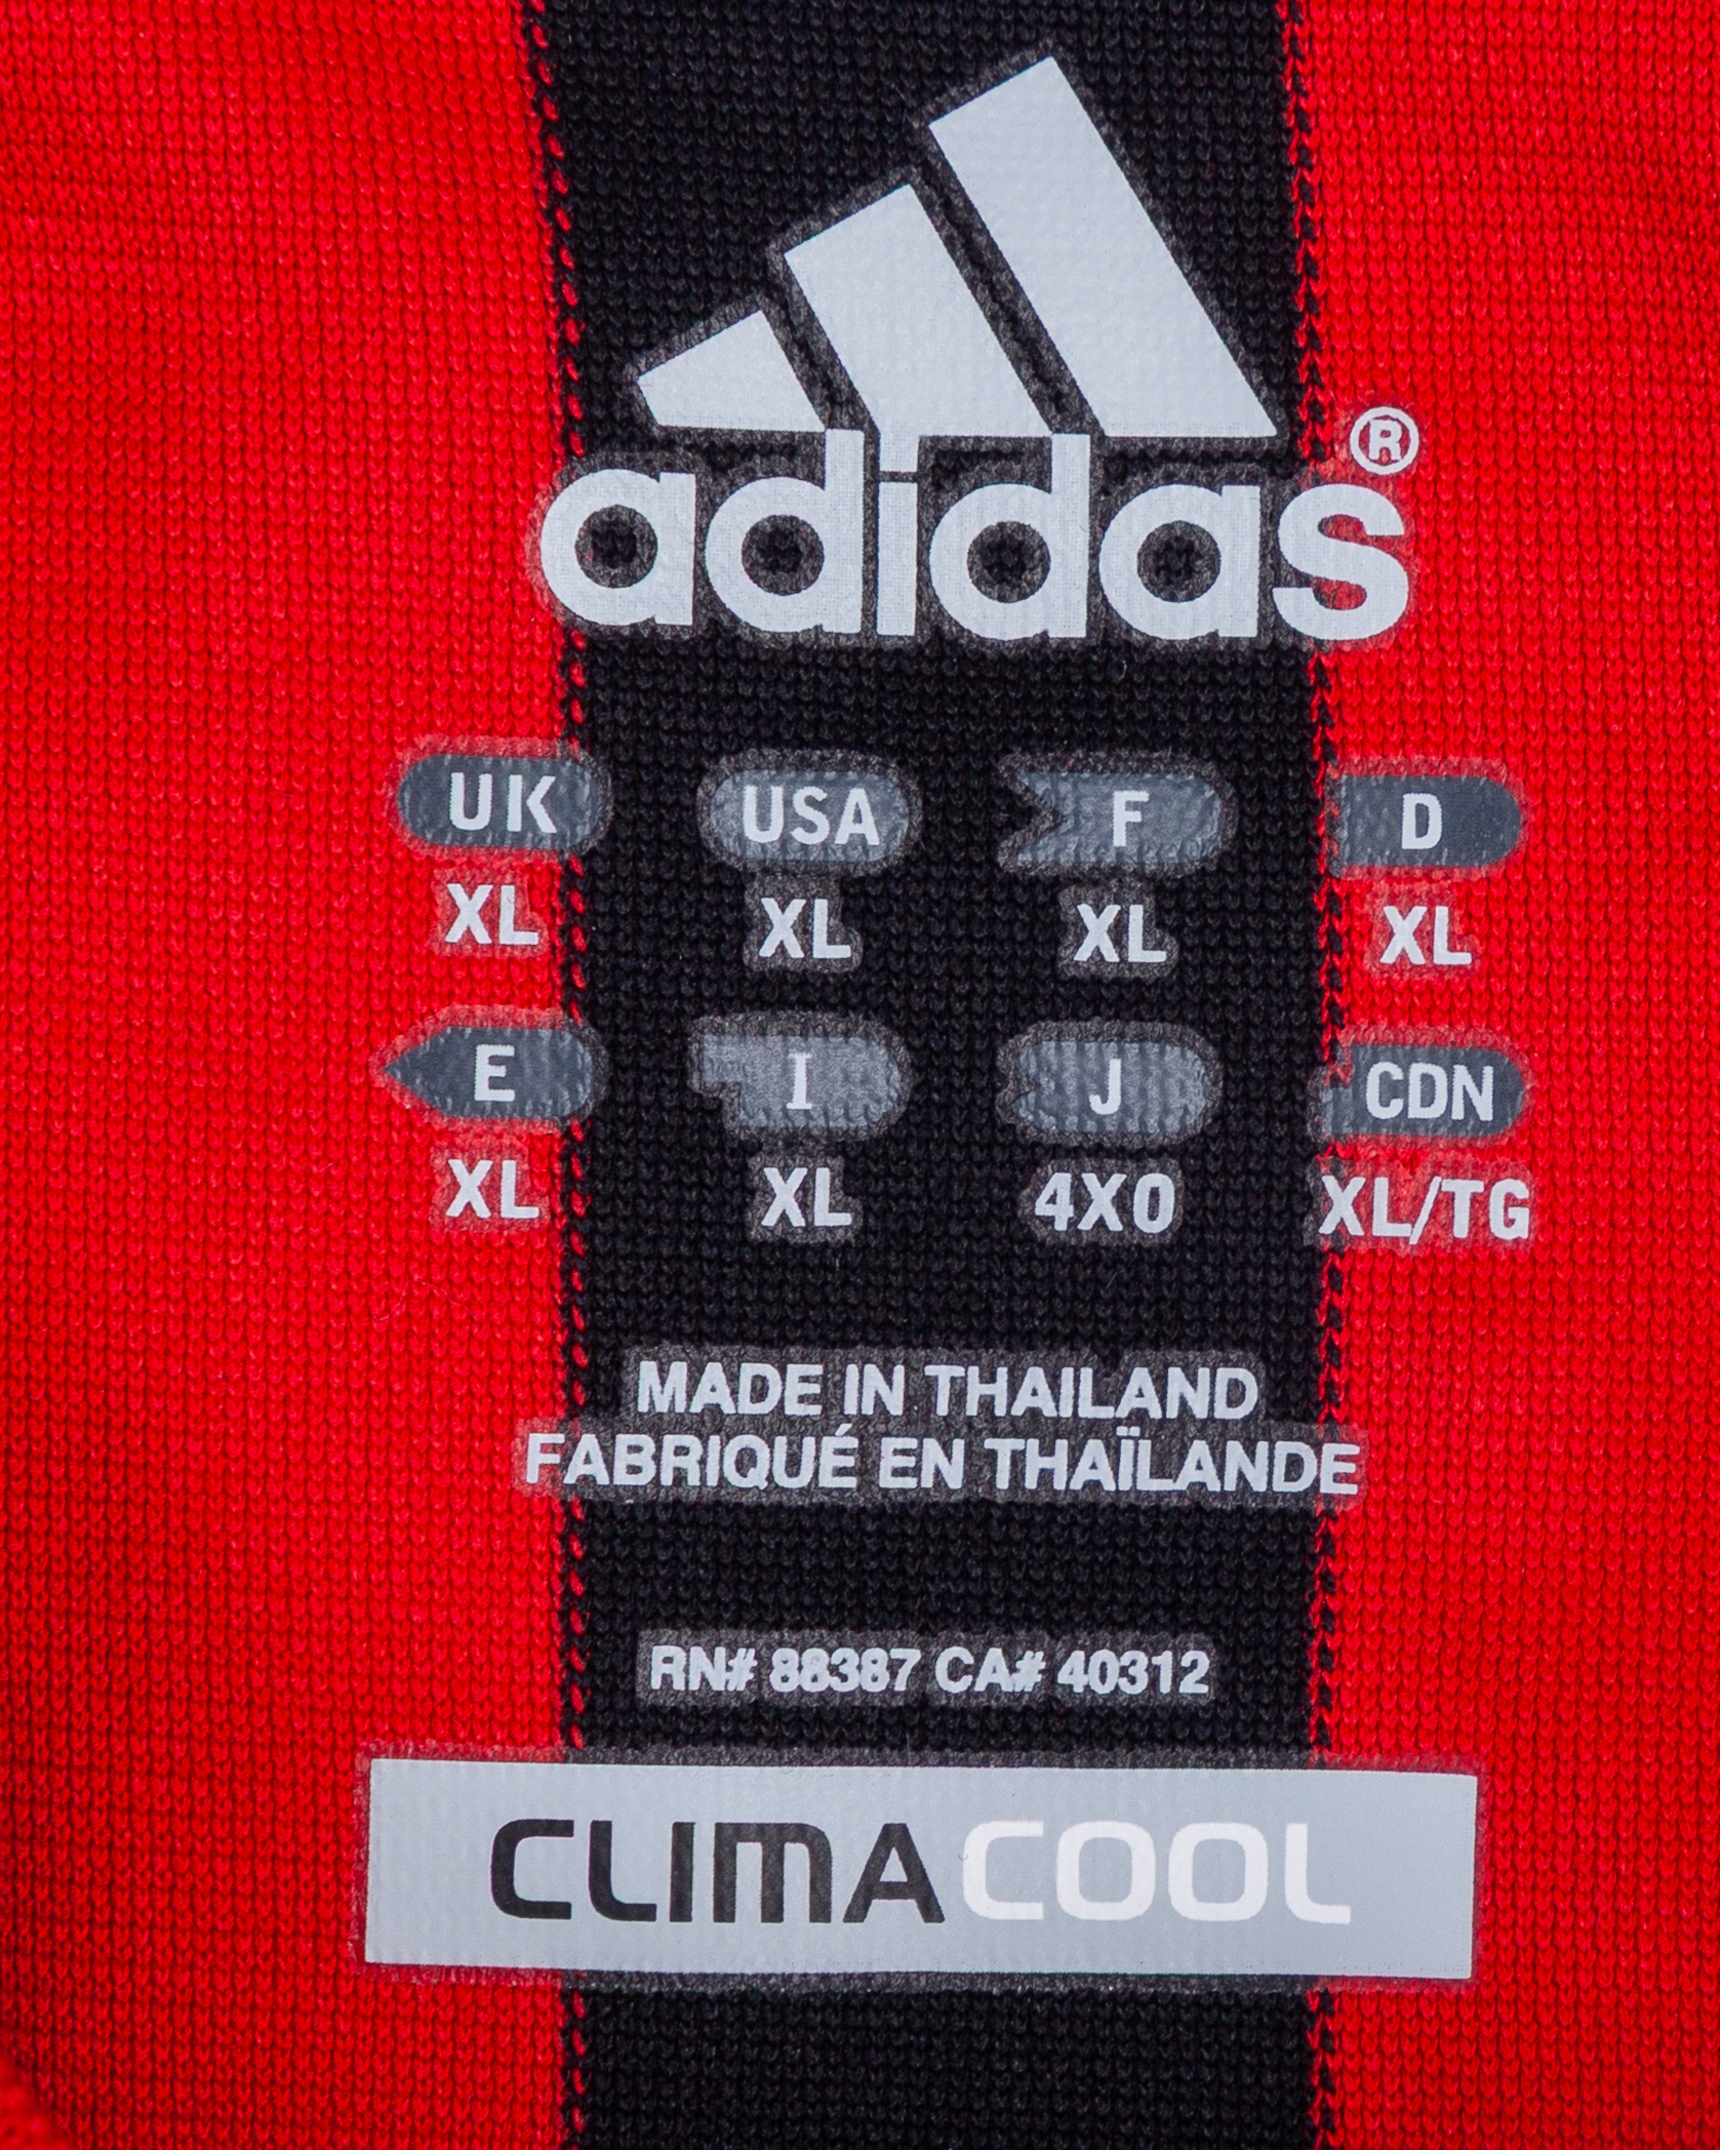 adidas®
UK USA F D
XL XL XL XL
E I J CDN
XL XL 4XO XL/TG
MADE IN THAILAND
FABRIQUÉ EN THAÏLANDE
RN# 88387 CA# 40312
CLIMACOOL